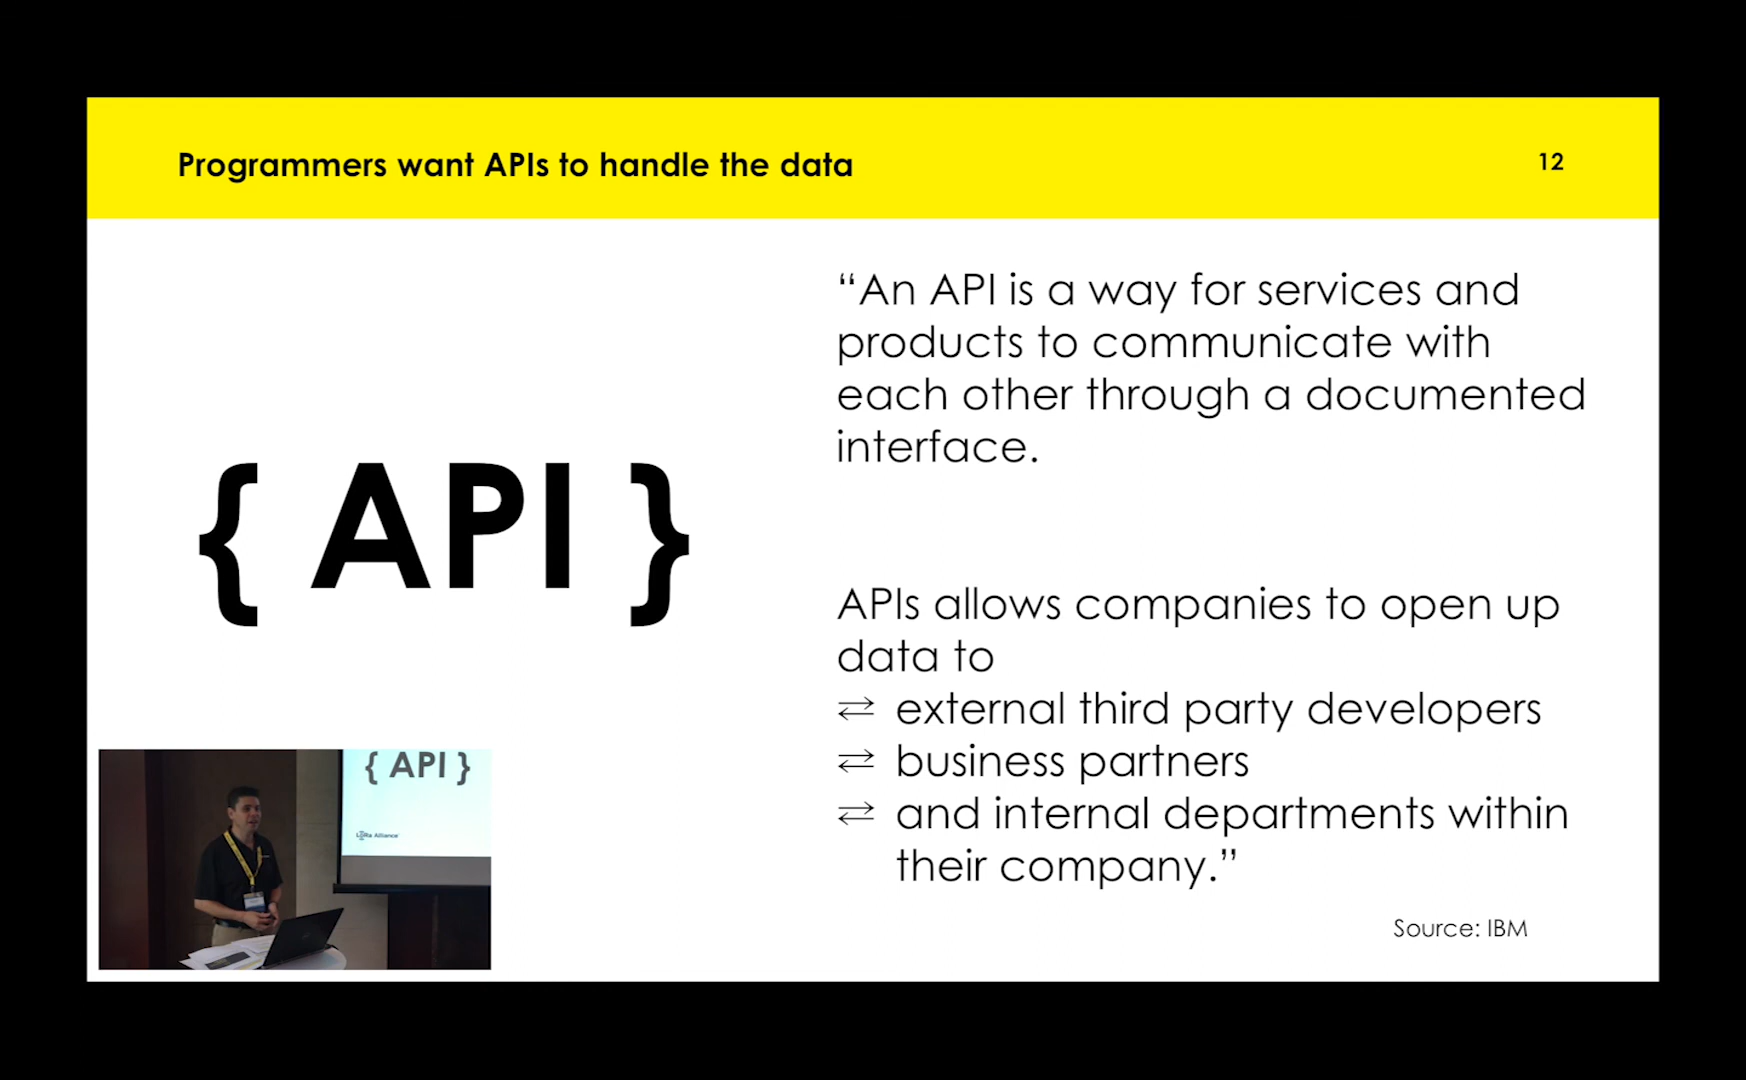 Programmers want APIs to handle the data
12
{ API }
“An API is a way for services and
products to communicate with
each other through a documented
interface.
APIs allows companies to open up
data to
⇄ external third party developers
⇄ business partners
⇄ and internal departments within
their company.”
Source: IBM
{ API }
LoRa Alliance